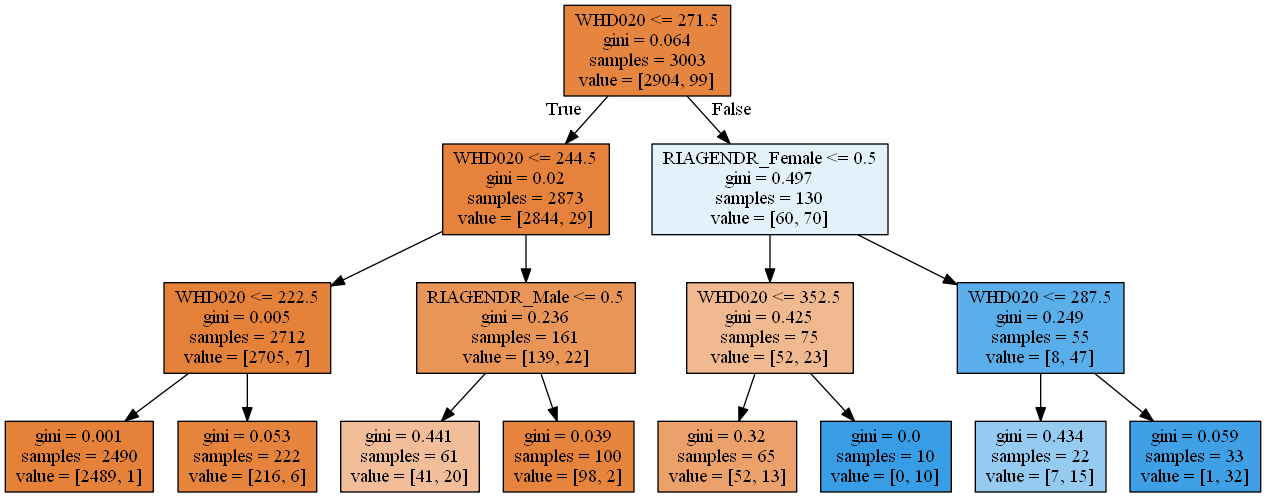 WHD020 <= 271.5
gini = 0.064
samples = 3003
value = [2904, 99]
True
False
WHD020 <= 244.5
gini = 0.02
samples = 2873
value = [2844, 29]
RIAGENDR_Female <= 0.5
gini = 0.497
samples = 130
value = [60, 70]
WHD020 <= 222.5
gini = 0.005
samples = 2712
value = [2705, 7]
RIAGENDR_Male <= 0.5
gini = 0.236
samples = 161
value = [139, 22]
WHD020 <= 352.5
gini = 0.425
samples = 75
value = [52, 23]
WHD020 <= 287.5
gini = 0.249
samples = 55
value = [8, 47]
gini = 0.001
samples = 2490
value = [2489, 1]
gini = 0.053
samples = 222
value = [216, 6]
gini = 0.441
samples = 61
value = [41, 20]
gini = 0.039
samples = 100
value = [98, 2]
gini = 0.32
samples = 65
value = [52, 13]
gini = 0.0
samples = 10
value = [0, 10]
gini = 0.434
samples = 22
value = [7, 15]
gini = 0.059
samples = 33
value = [1, 32]